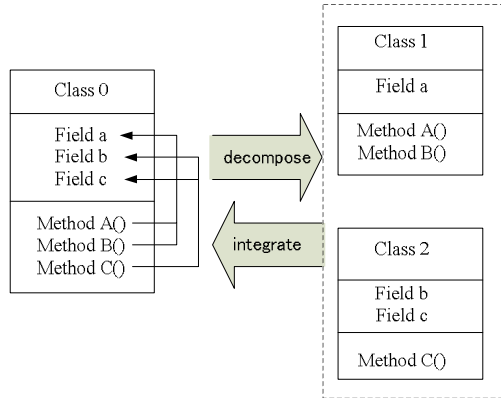 Class 0
Field a
Field b
Field c
Method A()
Method B()
Method C()
decompose
integrate
Class 1
Field a
Method A()
Method B()
Class 2
Field b
Field c
Method C()